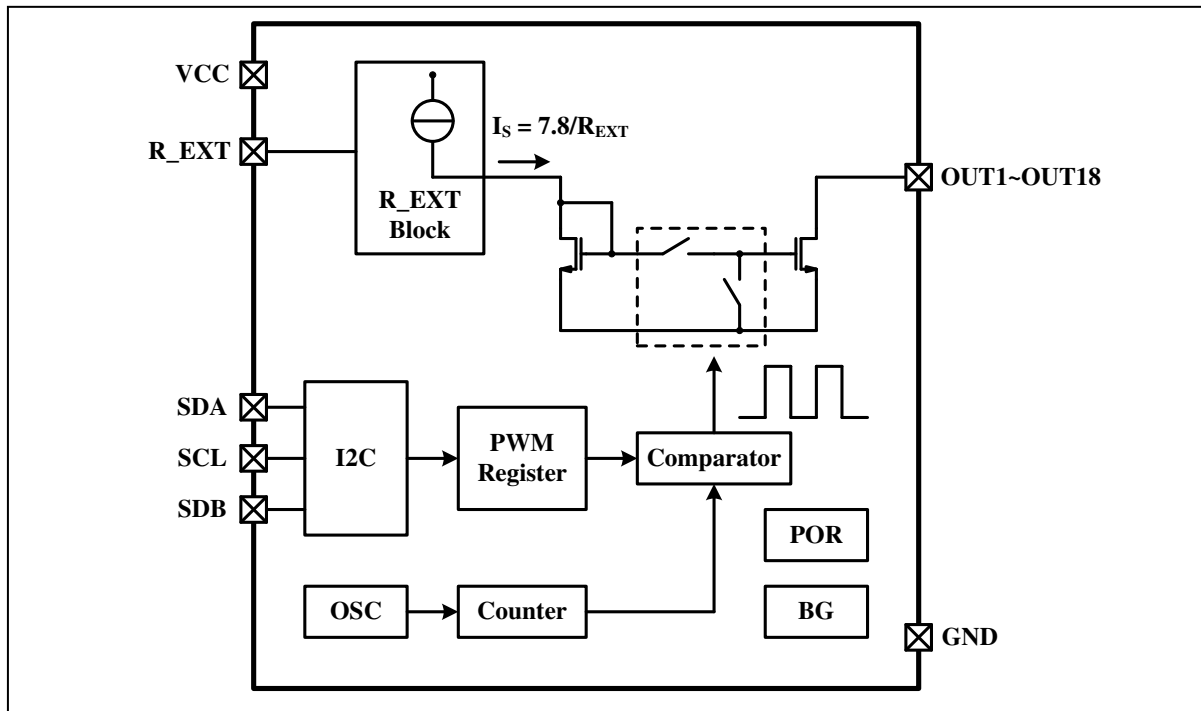 VCC
R_EXT
I_S = 7.8/R_EXT
R_EXT
Block
OUT1~OUT18
SDA
SCL
SDB
I2C
PWM
Register
Comparator
POR
OSC
Counter
BG
GND